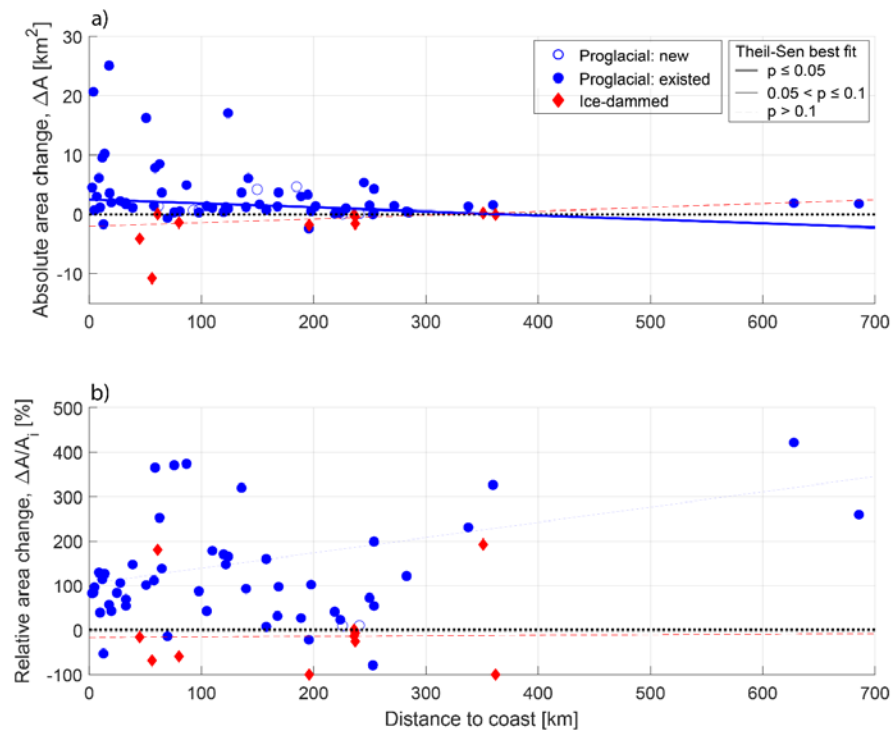 a)
30
20
10
0
-10
Absolute area change, ΔA [km²]
Proglacial: new
Proglacial: existed
Ice-dammed
Theil-Sen best fit
p ≤ 0.05
0.05 < p ≤ 0.1
p > 0.1
0 100 200 300 400 500 600 700
b)
500
400
300
200
100
0
-100
Relative area change, ΔA/Aᵢ [%]
0 100 200 300 400 500 600 700
Distance to coast [km]